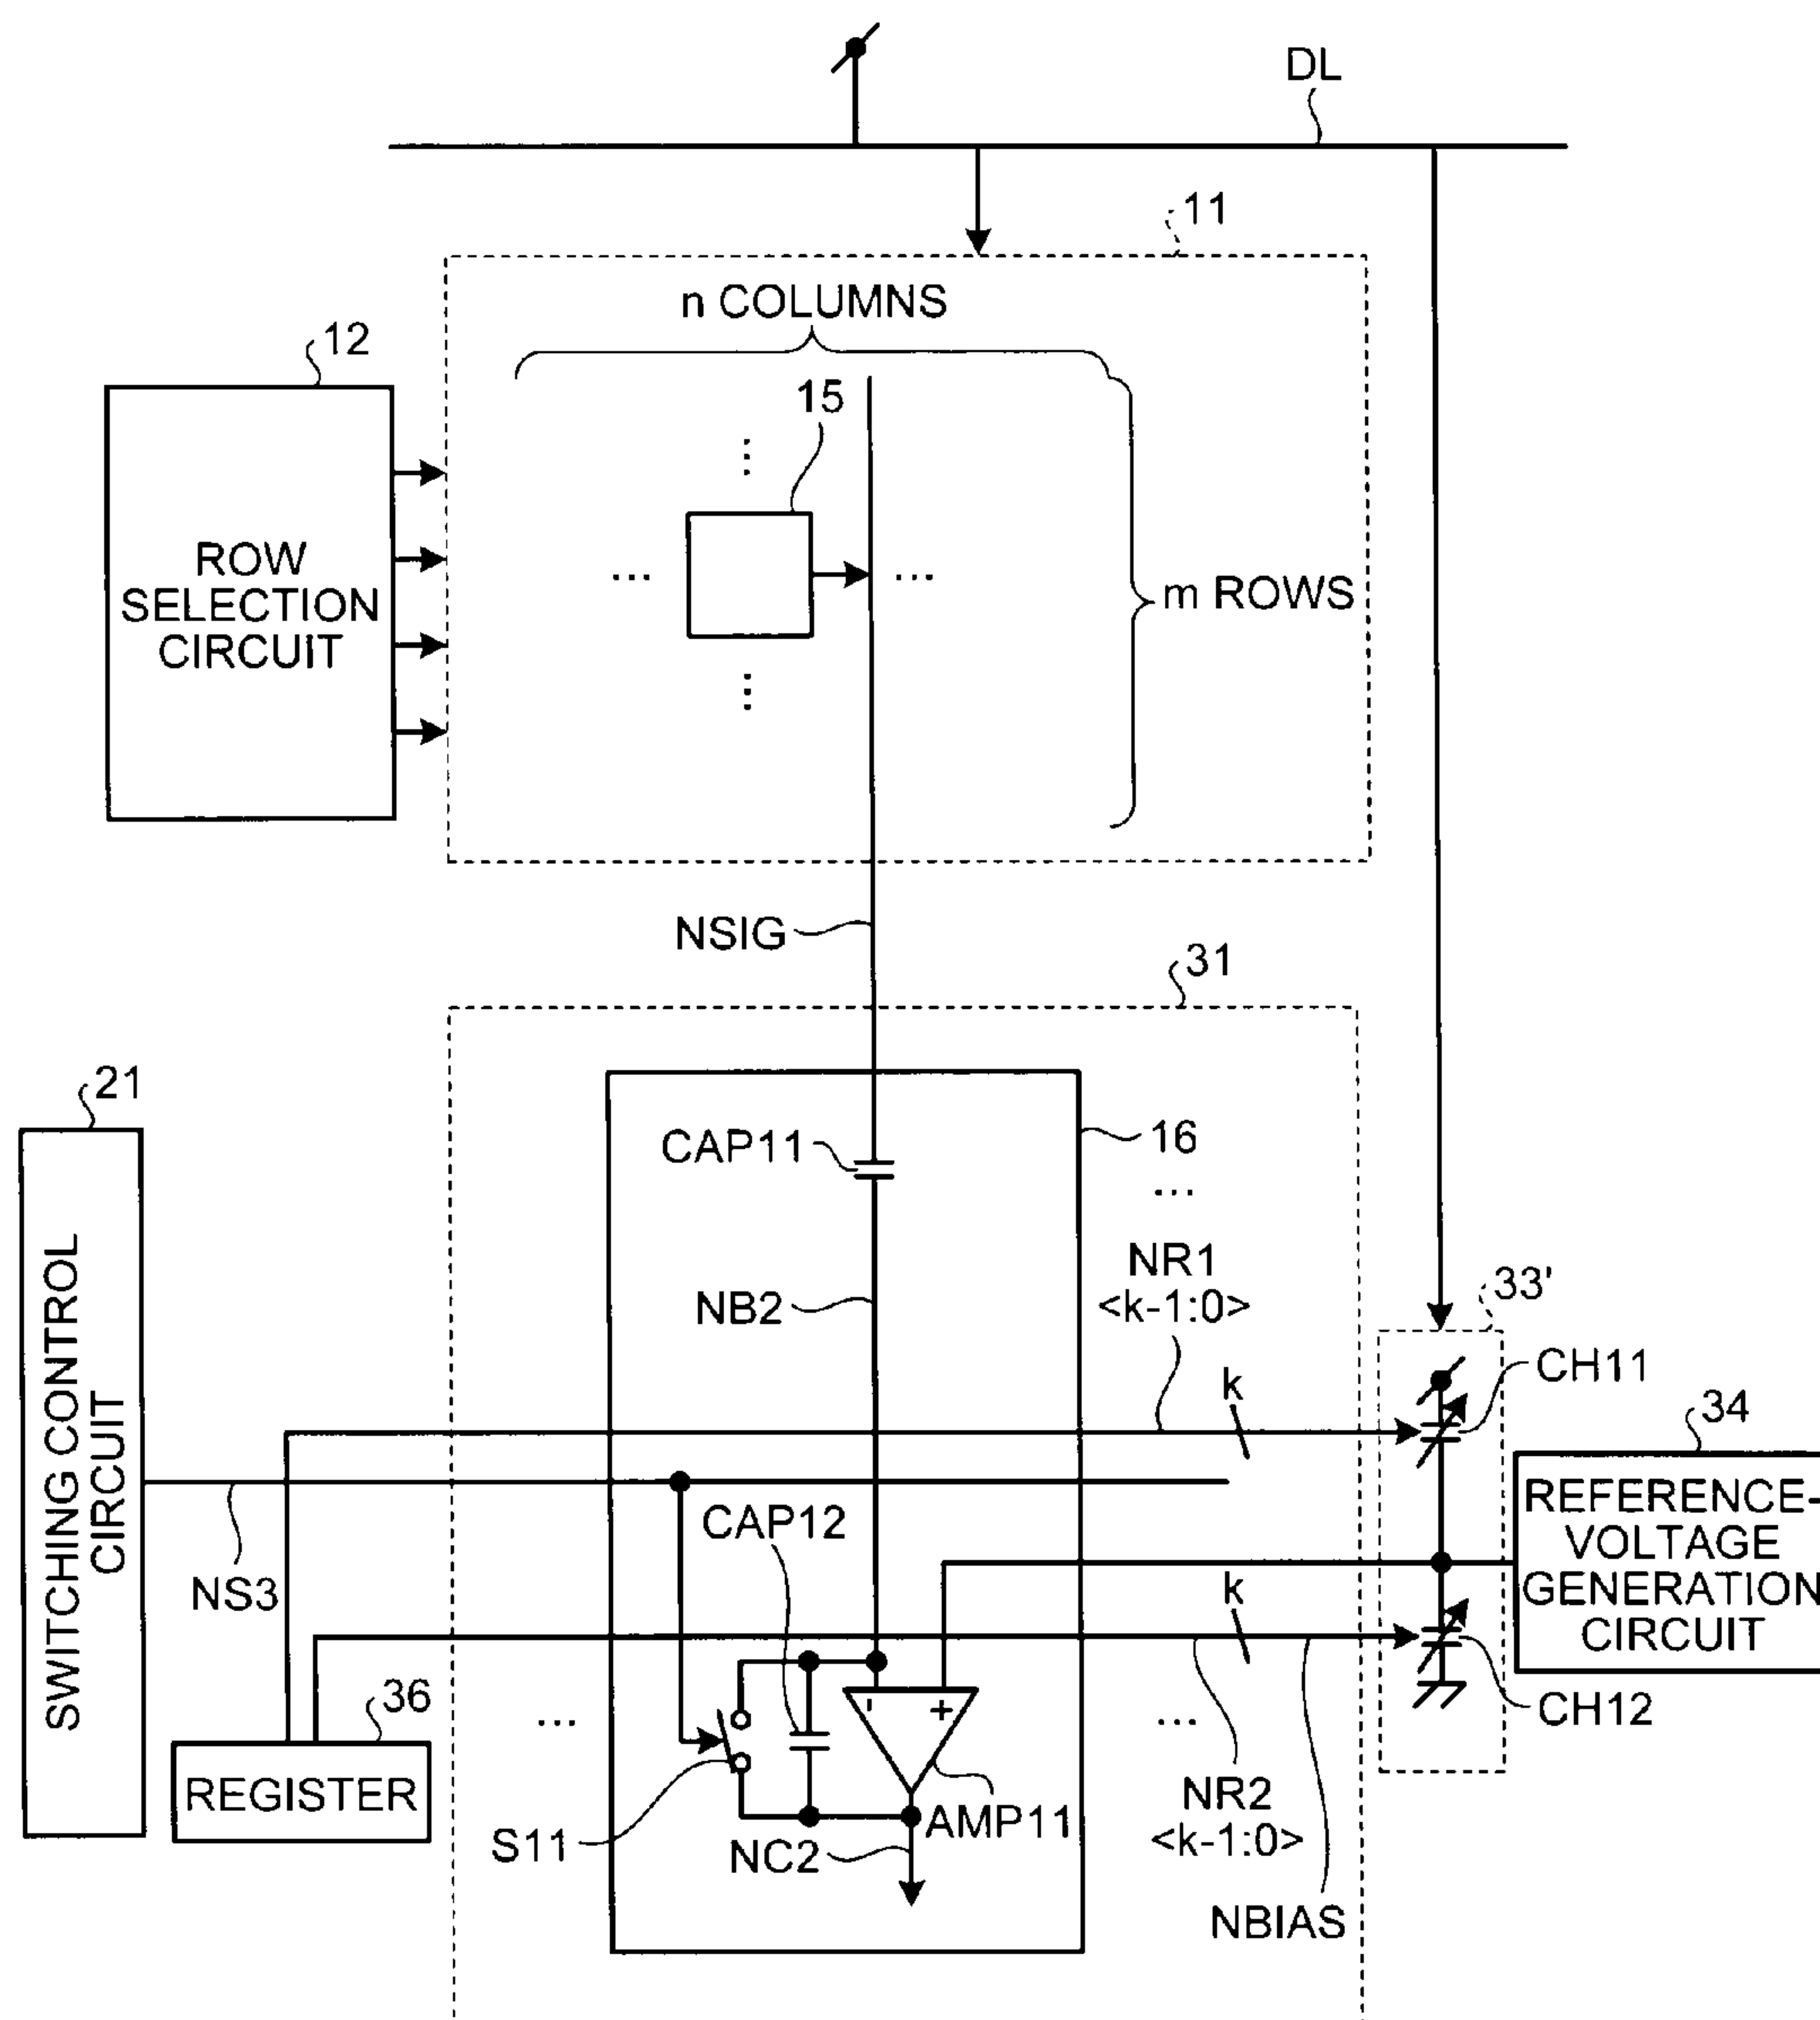 DL
11
n COLUMNS
12
15
ROW
SELECTION
CIRCUIT
m ROWS
...
...
...
...
NSIG
31
21
CAP11
16
...
NR1
<k-1:0>
NB2
33'
CH11
k
34
SWITCHING CONTROL
CIRCUIT
REFERENCE-
VOLTAGE
GENERATION
CIRCUIT
CAP12
NS3
k
36
REGISTER
...
-
+
...
CH12
S11
AMP11
NC2
NR2
<k-1:0>
NBIAS